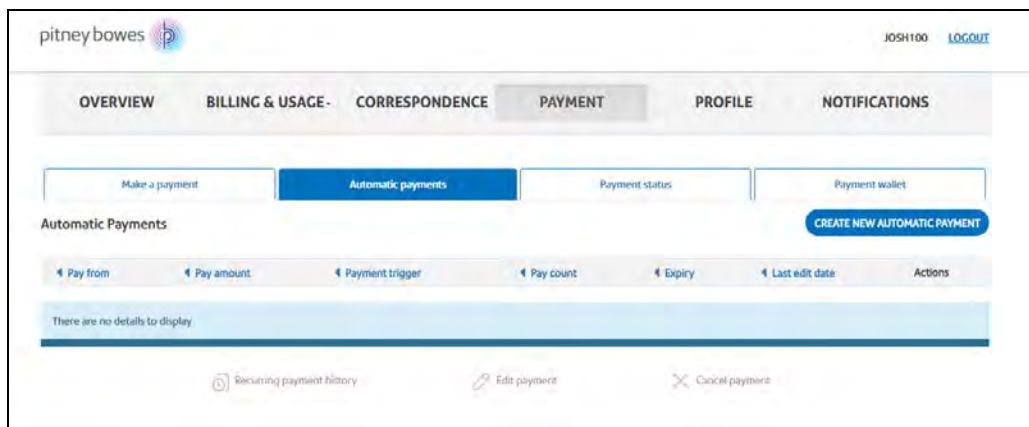 pitney bowes
JOSH100 LOGOUT
OVERVIEW BILLING & USAGE- CORRESPONDENCE PAYMENT PROFILE NOTIFICATIONS
Make a payment Automatic payments Payment status Payment wallet
Automatic Payments CREATE NEW AUTOMATIC PAYMENT
Pay from Pay amount Payment trigger Pay count Expiry Last edit date Actions
There are no details to display
Recurring payment history Edit payment Cancel payment